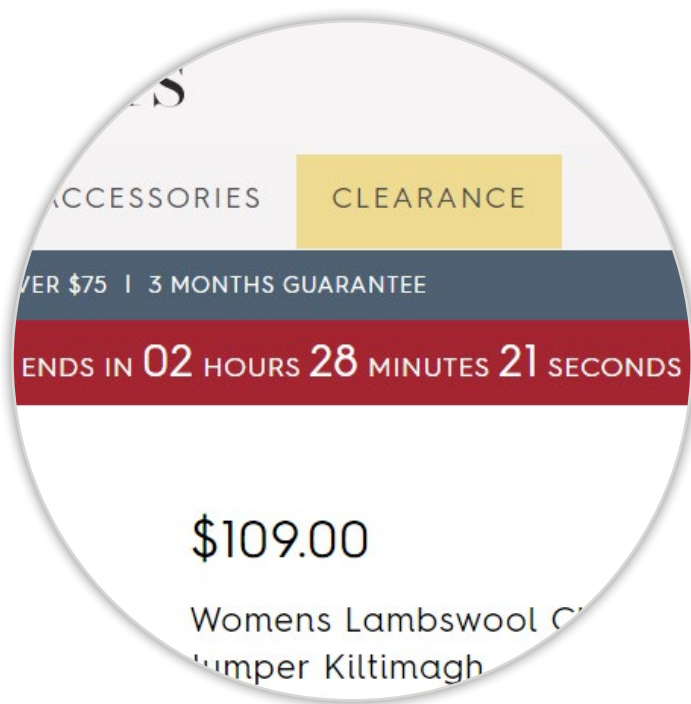 ACCESSORIES CLEARANCE
$75 | 3 MONTHS GUARANTEE
ENDS IN 02 HOURS 28 MINUTES 21 SECONDS
$109.00
Womens Lambswool
Jumper Kiltimagh